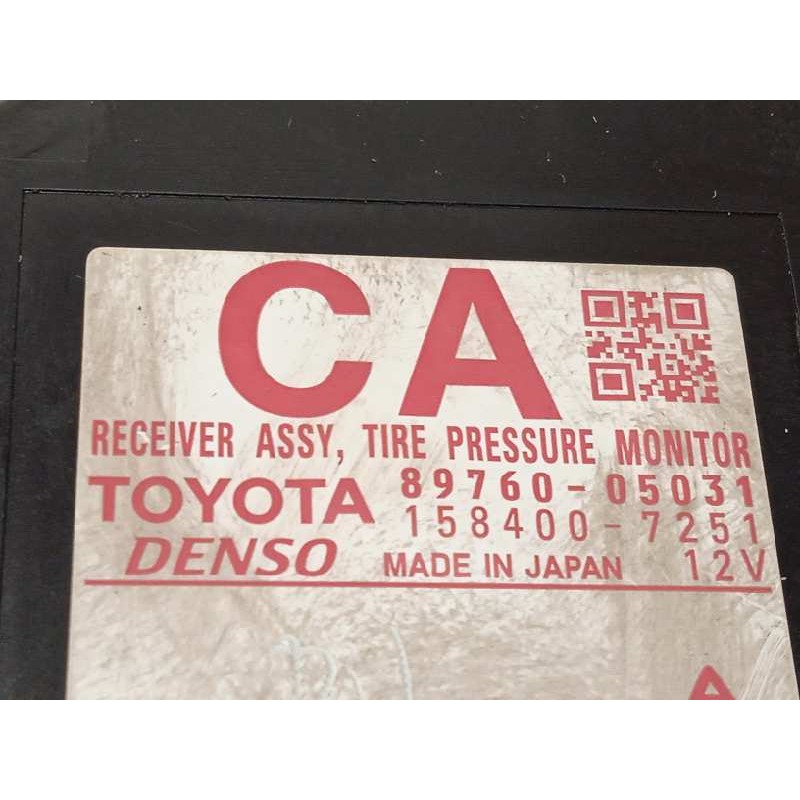 CA
RECEIVER ASSY, TIRE PRESSURE MONITOR
TOYOTA 89760-05031
158400-7251
DENSO MADE IN JAPAN 12V
A